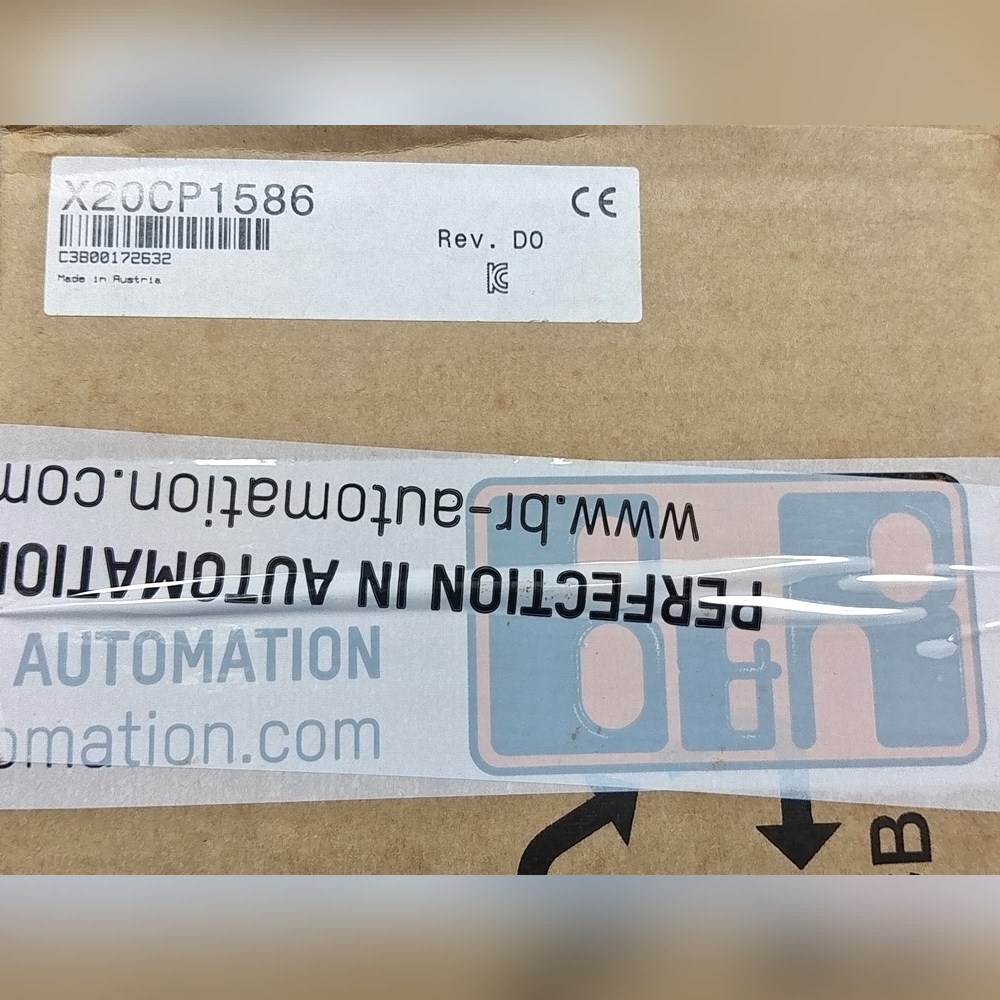 X20CP1586
CE
Rev. D0
C3B00172632
Made in Austria
www.br-automation.com
PERFECTION IN AUTOMATION
AUTOMATION
omation.com
B&R
B